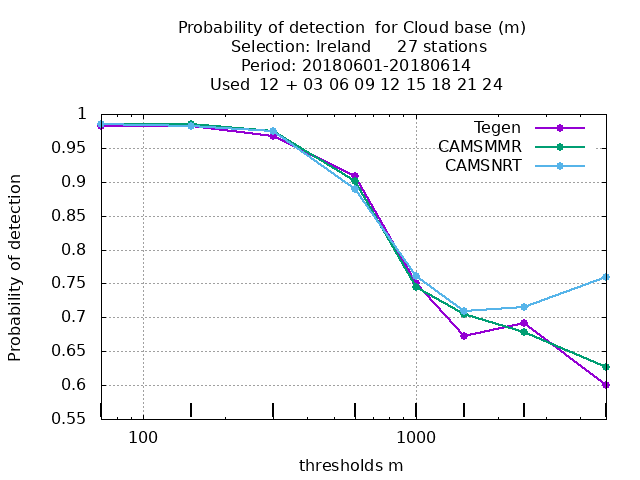 Probability of detection  for Cloud base (m)
Selection: Ireland     27 stations
Period: 20180601-20180614
Used  12 + 03 06 09 12 15 18 21 24
1
0.95
0.9
0.85
0.8
0.75
0.7
0.65
0.6
0.55
Probability of detection
Tegen
CAMSMMR
CAMSNRT
100
1000
thresholds m